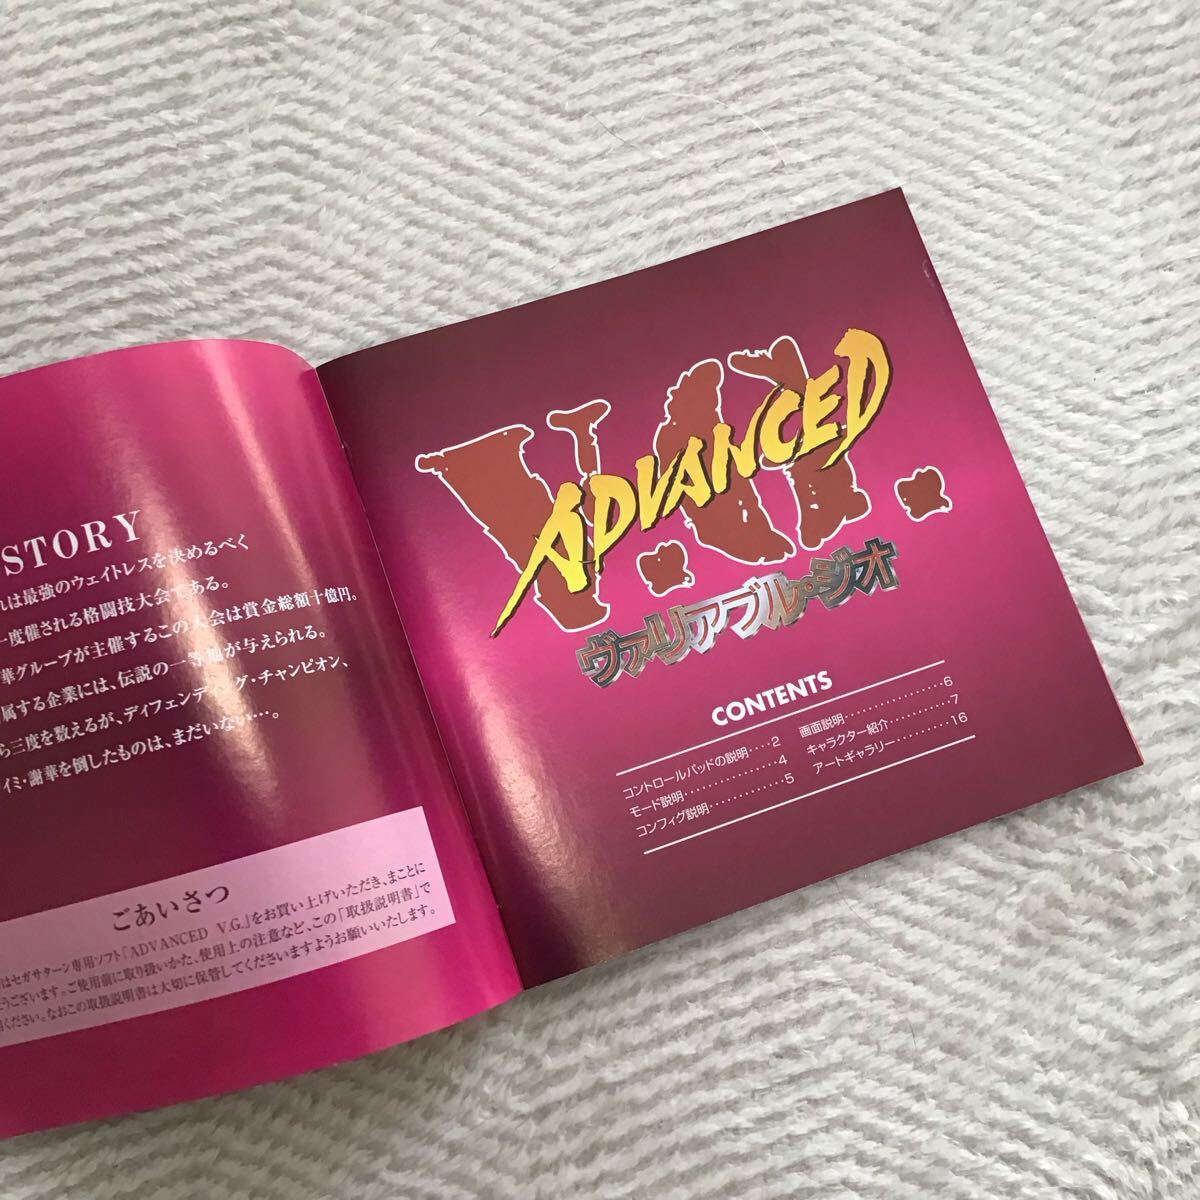 STORY
れは最強のウェイトレスを決めるべく
一度催される格闘技大会である。
華グループが主催するこの大会は賞金総額十億円。
属する企業には、伝説の一等地が与えられる。
ら三度を数えるが、ディフェンディング・チャンピオン、
イミ・謝華を倒したものは、まだいない…。
ごあいさつ
はセガサターン専用ソフト「ADVANCED V.G.」をお買い上げいただき、まことに
うございます。ご使用前に取り扱いかた、使用上の注意など、この「取扱説明書」で
ください。なおこの取扱説明書は大切に保管してくださいますようお願いいたします。
V.G.
ADVANCED
ヴァリアブル・ジオ
CONTENTS
コントロールパッドの説明････2
モード説明･･････････････4
コンフィグ説明････････････5
画面説明･･････････････････6
キャラクター紹介･･････････7
アートギャラリー････････16